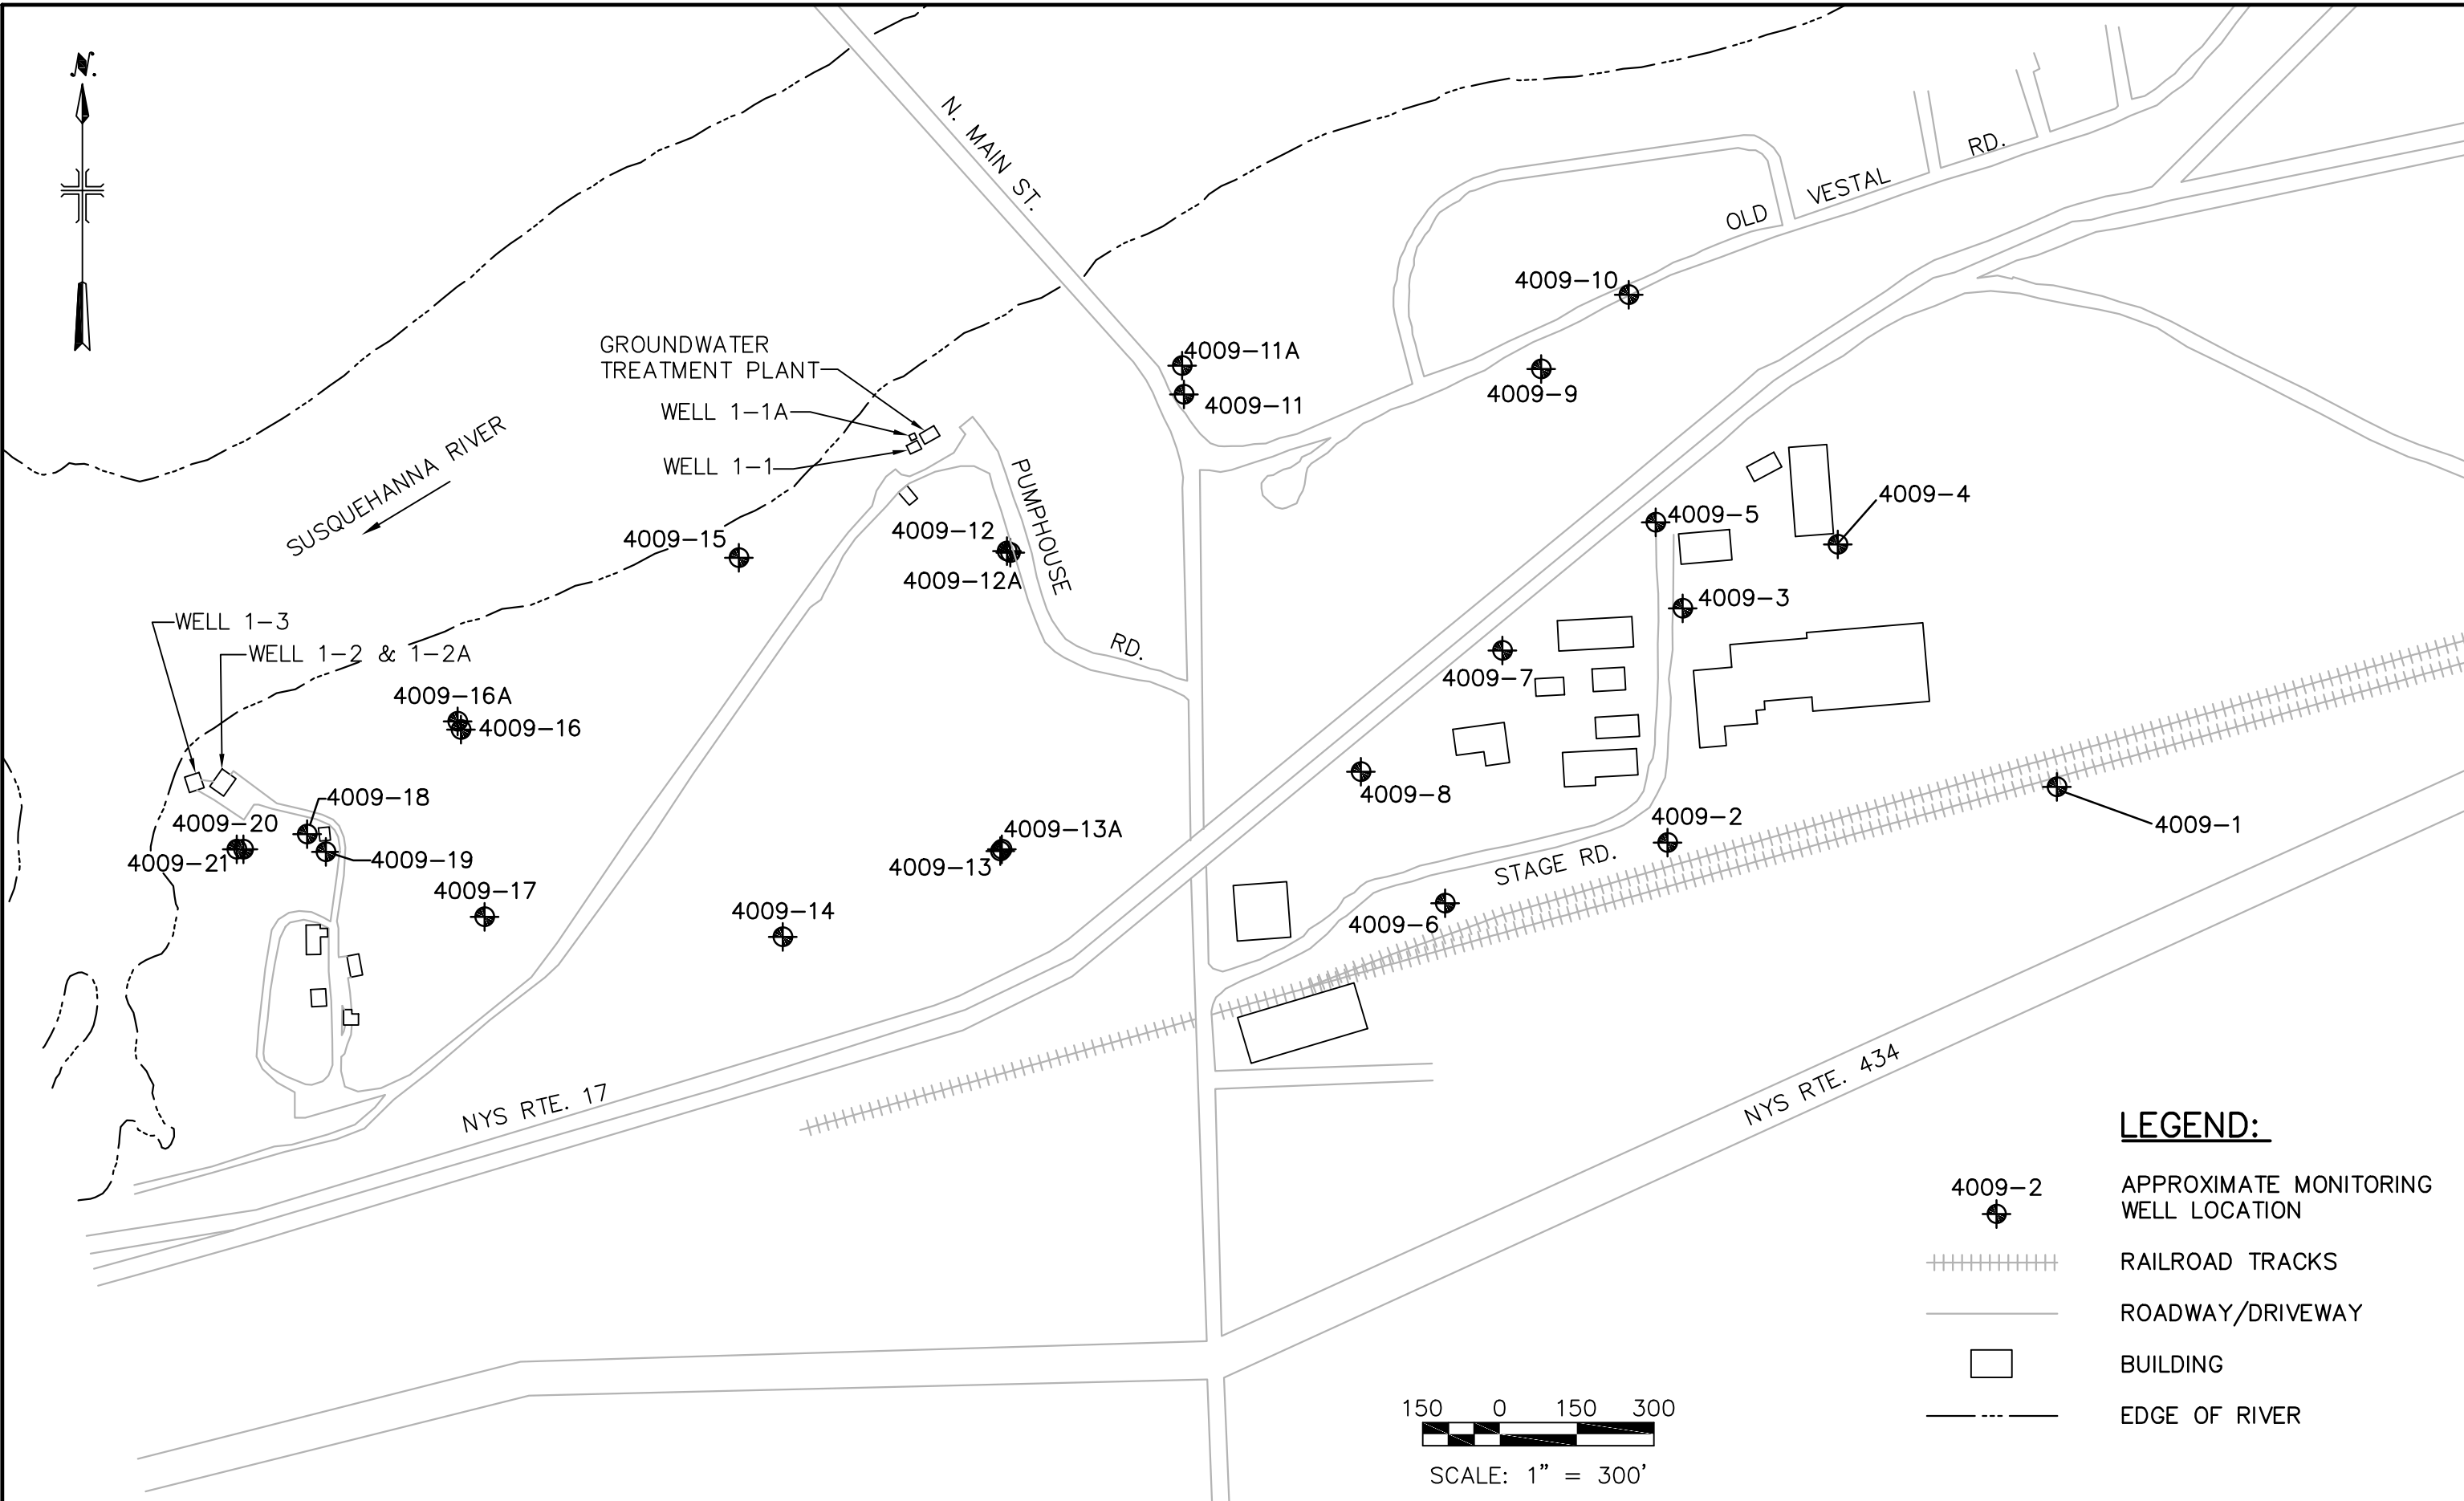 N.
N. MAIN ST.
OLD VESTAL RD.
4009-10
GROUNDWATER
TREATMENT PLANT
4009-11A
4009-9
4009-11
WELL 1-1A
WELL 1-1
SUSQUEHANNA RIVER
PUMPHOUSE RD.
4009-4
4009-5
4009-12
4009-15
4009-12A
4009-3
WELL 1-3
WELL 1-2 & 1-2A
4009-7
4009-16A
4009-16
4009-8
4009-18
4009-2
4009-20
4009-13A
4009-1
4009-21
4009-19
4009-13
STAGE RD.
4009-17
4009-14
4009-6
NYS RTE. 17
NYS RTE. 434
LEGEND:
4009-2
APPROXIMATE MONITORING
WELL LOCATION
RAILROAD TRACKS
ROADWAY/DRIVEWAY
BUILDING
EDGE OF RIVER
150 0 150 300
SCALE: 1" = 300'